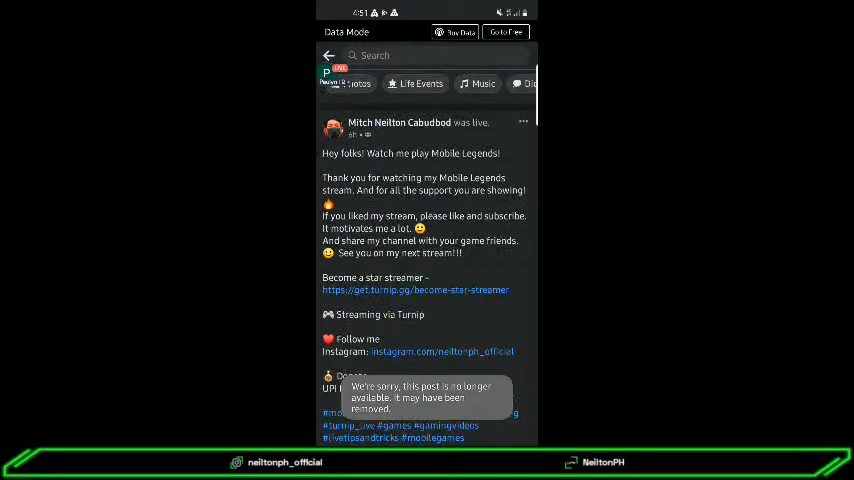 4:51
Data Mode
Buy Data
Go to Free
Search
P
LIVE
Photos
Life Events
Music
Mitch Neilton Cabudbod was live.
6h
Hey folks! Watch me play Mobile Legends!
Thank you for watching my Mobile Legends
stream. And for all the support you are showing!
🔥
If you liked my stream, please like and subscribe.
It motivates me a lot. 🙂
And share my channel with your game friends.
🙂 See you on my next stream!!!
Become a star streamer -
https://get.turnip.gg/become-star-streamer
🎮 Streaming via Turnip
❤️ Follow me
Instagram: instagram.com/neiltonph_official
UPI
We're sorry, this post is no longer
available. It may have been
removed.
#turnip_live #games #gamingvideos
#livetipsandtricks #mobilegames
neiltonph_official
NeiltonPH